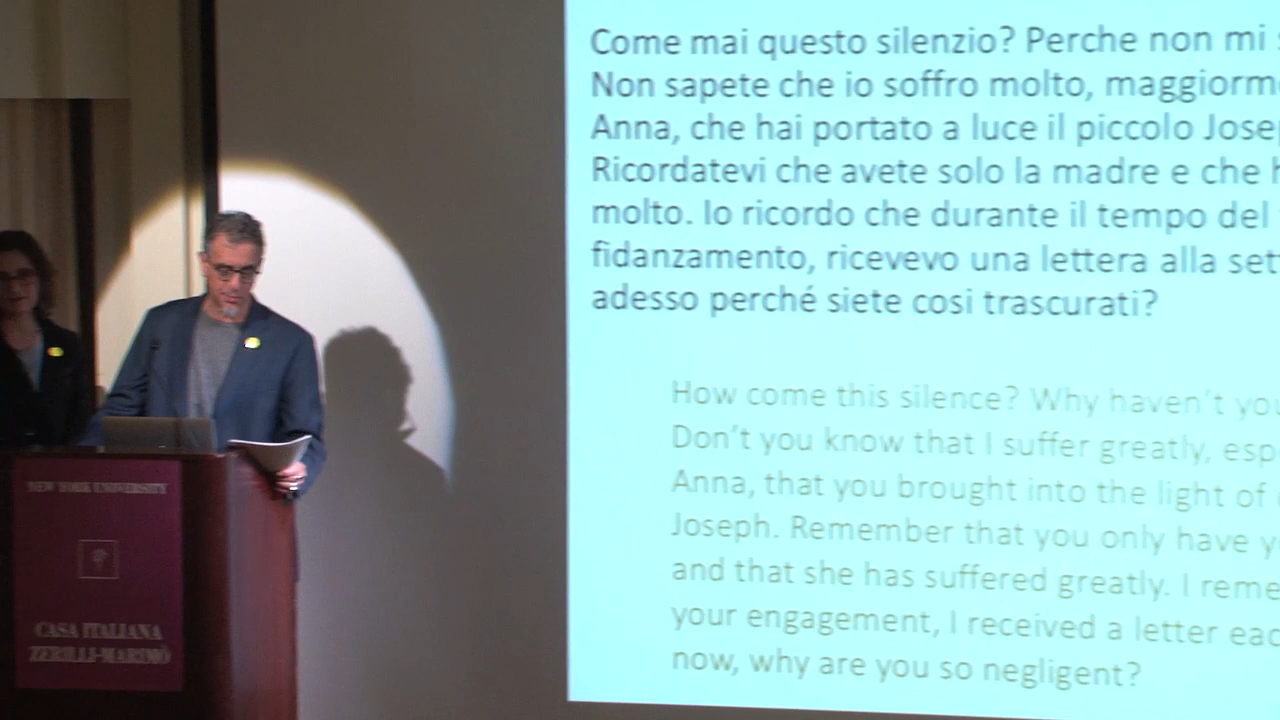 Come mai questo silenzio? Perche non mi
Non sapete che io soffro molto, maggiorm
Anna, che hai portato a luce il piccolo Josep
Ricordatevi che avete solo la madre e che h
molto. Io ricordo che durante il tempo del
fidanzamento, ricevevo una lettera alla sett
adesso perché siete cosi trascurati?
How come this silence? Why haven't you
Don't you know that I suffer greatly, esp
Anna, that you brought into the light of
Joseph. Remember that you only have y
and that she has suffered greatly. I reme
your engagement, I received a letter eac
now, why are you so negligent?
NEW YORK UNIVERSITY
CASA ITALIANA
ZERILLI-MARIMÒ